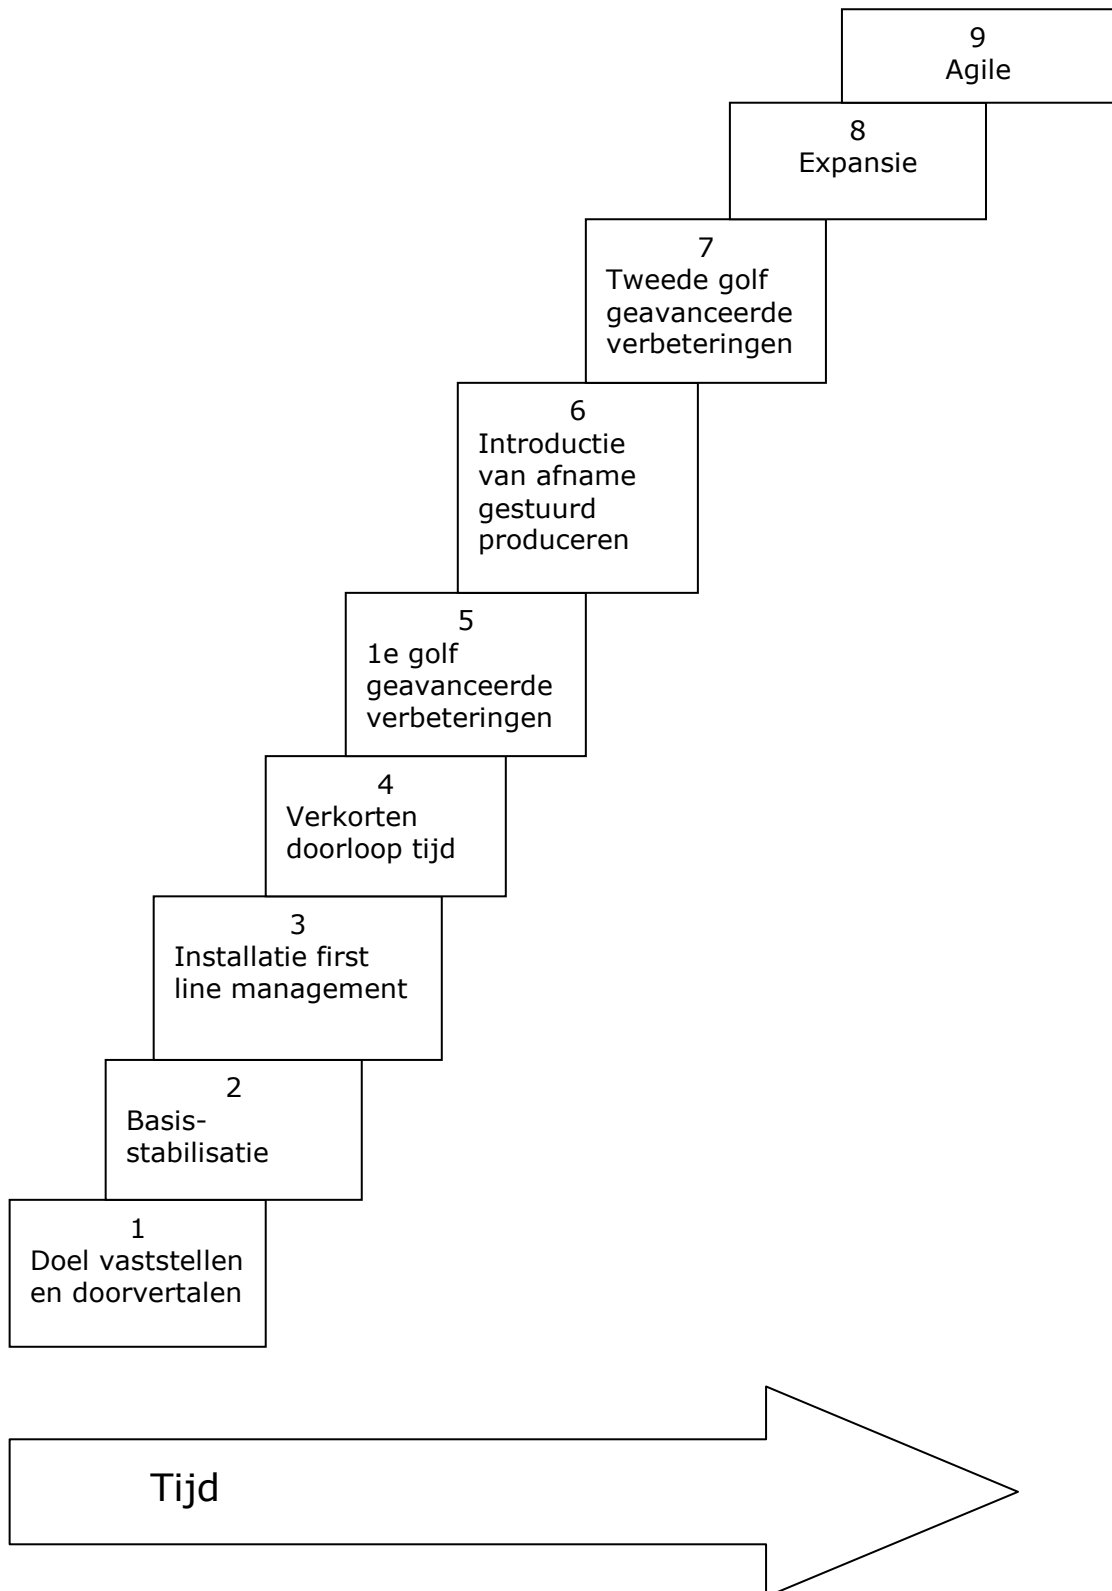 9
Agile
8
Expansie
7
Tweede golf
geavanceerde
verbeteringen
6
Introductie
van afname
gestuurd
produceren
5
1e golf
geavanceerde
verbeteringen
4
Verkorten
doorloop tijd
3
Installatie first
line management
2
Basis-
stabilisatie
1
Doel vaststellen
en doorvertalen
Tijd